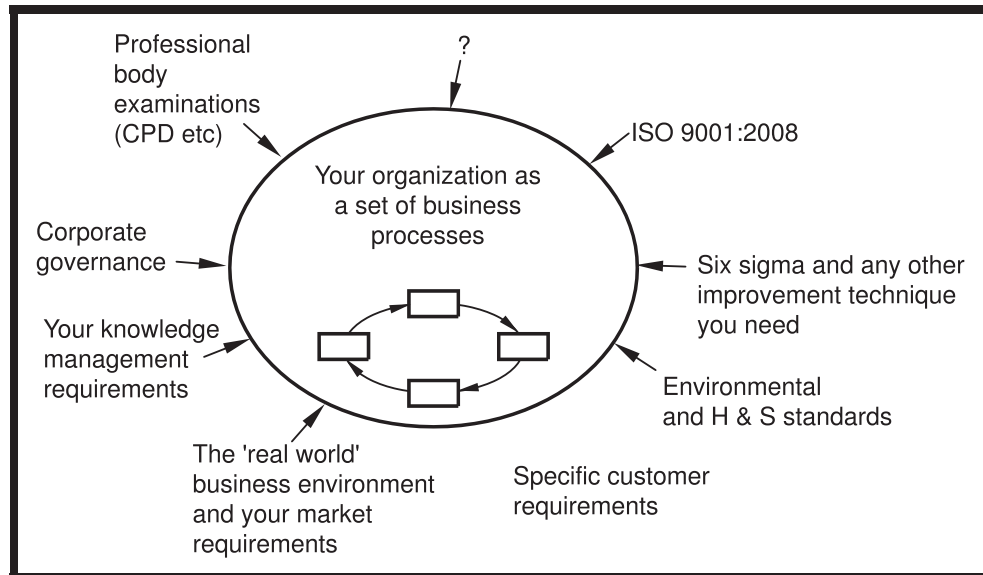 Professional
body
examinations
(CPD etc)
?
ISO 9001:2008
Your organization as
a set of business
processes
Corporate
governance
Six sigma and any other
improvement technique
you need
Your knowledge
management
requirements
Environmental
and H & S standards
The 'real world'
business environment
and your market
requirements
Specific customer
requirements